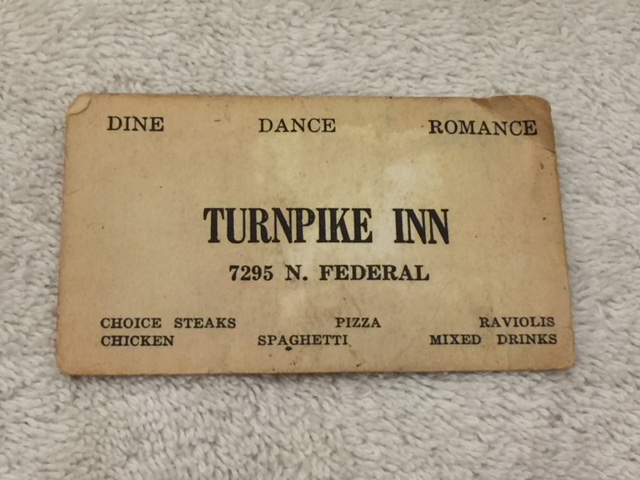 DINE DANCE ROMANCE
TURNPIKE INN
7295 N. FEDERAL
CHOICE STEAKS PIZZA RAVIOLIS
CHICKEN SPAGHETTI MIXED DRINKS